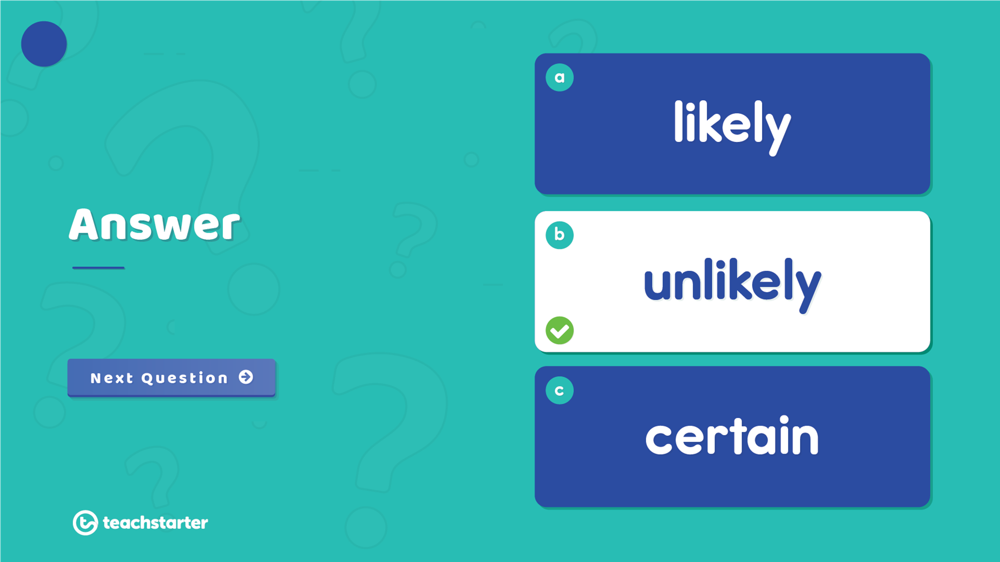 Answer
Next Question
teachstarter
a
likely
b
unlikely
c
certain